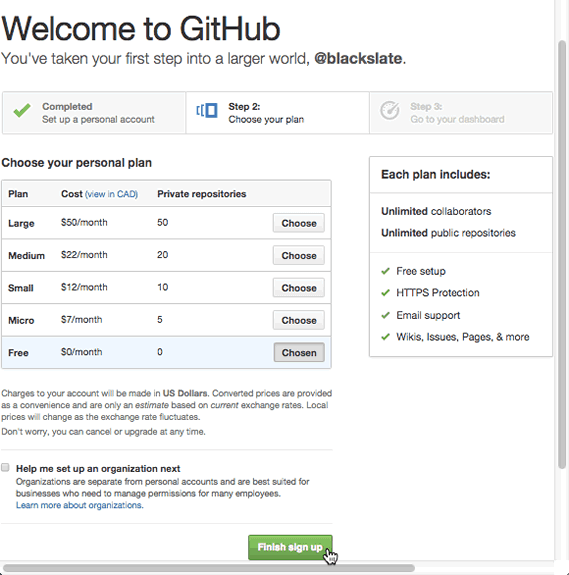 Welcome to GitHub
You've taken your first step into a larger world, @blackslate.
Completed
Set up a personal account
Step 2:
Choose your plan
Step 3:
Go to your dashboard
Choose your personal plan
Plan Cost (view in CAD) Private repositories
Large $50/month 50 Choose
Medium $22/month 20 Choose
Small $12/month 10 Choose
Micro $7/month 5 Choose
Free $0/month 0 Chosen
Charges to your account will be made in US Dollars. Converted prices are provided
as a convenience and are only an estimate based on current exchange rates. Local
prices will change as the exchange rate fluctuates.
Don't worry, you can cancel or upgrade at any time.
Help me set up an organization next
Organizations are separate from personal accounts and are best suited for
businesses who need to manage permissions for many employees.
Learn more about organizations.
Finish sign up
Each plan includes:
Unlimited collaborators
Unlimited public repositories
Free setup
HTTPS Protection
Email support
Wikis, Issues, Pages, & more